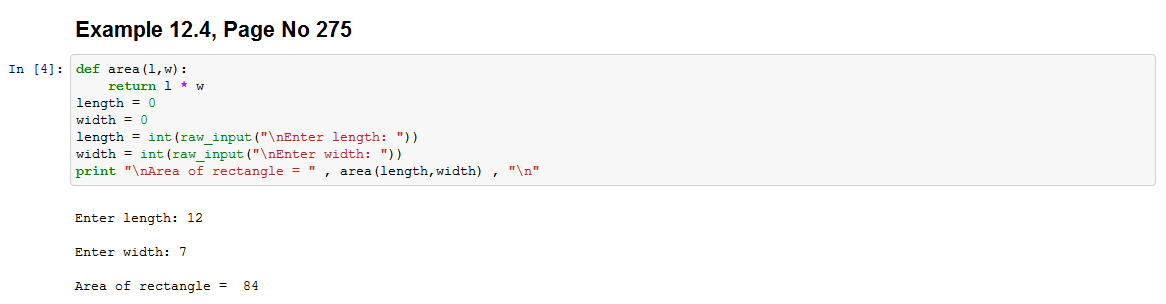 Example 12.4, Page No 275
In [4]: def area(l,w):
    return l * w
length = 0
width = 0
length = int(raw_input("\nEnter length: "))
width = int(raw_input("\nEnter width: "))
print "\nArea of rectangle = " , area(length,width) , "\n"
Enter length: 12
Enter width: 7
Area of rectangle =  84